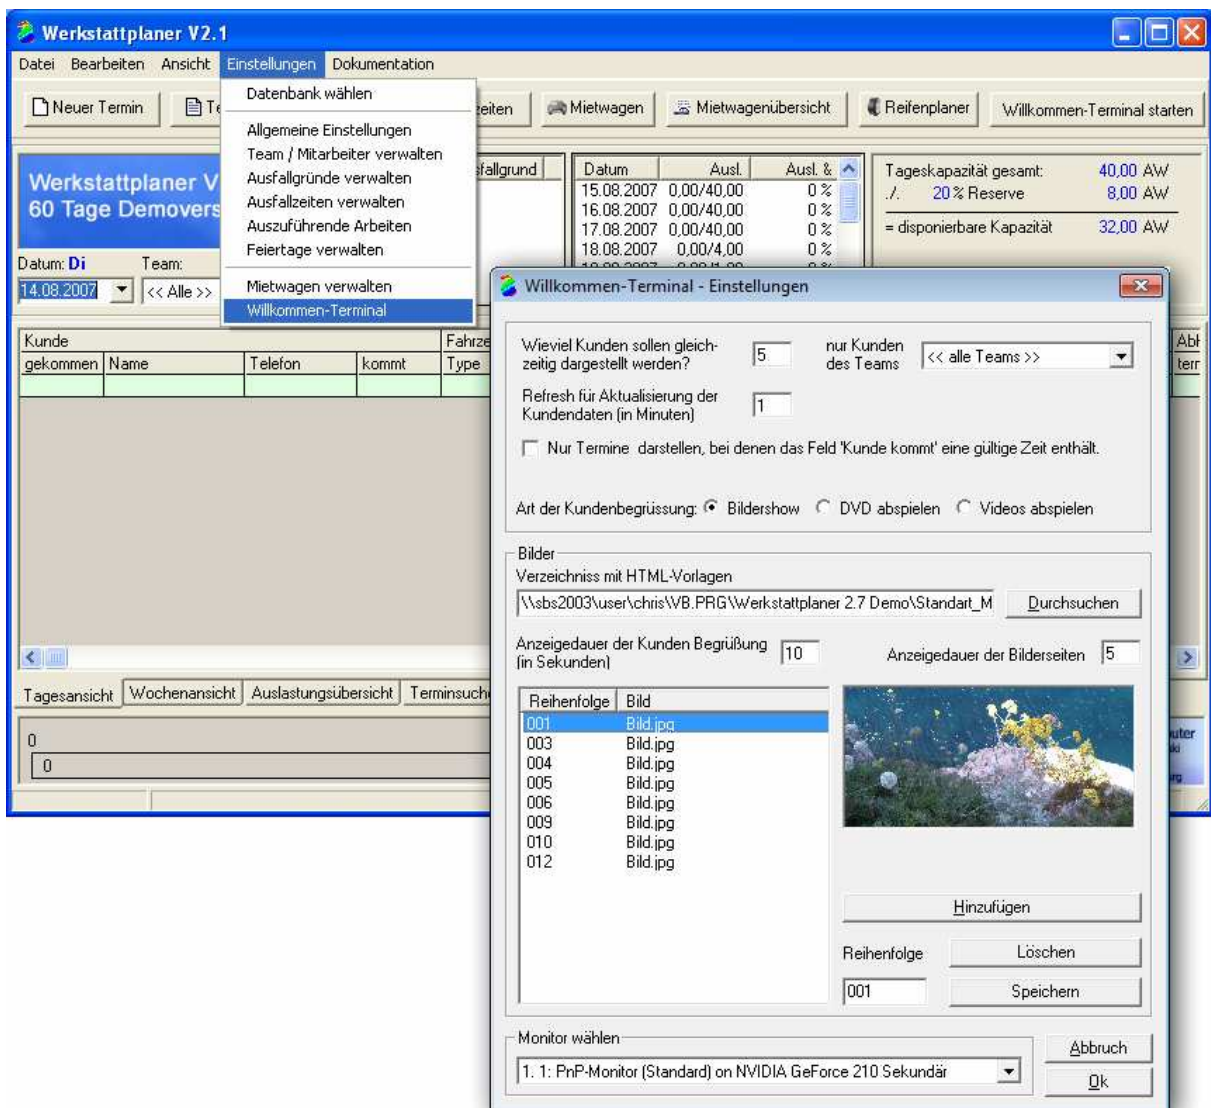 Werkstattplaner V2.1
Datei Bearbeiten Ansicht Einstellungen Dokumentation
Neuer Termin
zeiten Mietwagen Mietwagenübersicht Reifenplaner Willkommen-Terminal starten
Datenbank wählen
Allgemeine Einstellungen
Team / Mitarbeiter verwalten
Ausfallgründe verwalten
Ausfallzeiten verwalten
Auszuführende Arbeiten
Feiertage verwalten
Mietwagen verwalten
Willkommen-Terminal
Werkstattplaner V
60 Tage Demovers
Datum: Di Team:
14.08.2007 << Alle >>
sfallgrund
Datum Ausl. Ausl. %
15.08.2007 0,00/40,00 0 %
16.08.2007 0,00/40,00 0 %
17.08.2007 0,00/40,00 0 %
18.08.2007 0,00/4,00 0 %
Tageskapazität gesamt: 40,00 AW
./. 20 % Reserve 8,00 AW
= disponierbare Kapazität 32,00 AW
Kunde Fahrze Abh
gekommen Name Telefon kommt Type terr
Tagesansicht Wochenansicht Auslastungsübersicht Terminsuche
0
0
uter
Willkommen-Terminal - Einstellungen
Wieviel Kunden sollen gleich-
zeitig dargestellt werden? 5
nur Kunden
des Teams << alle Teams >>
Refresh für Aktualisierung der
Kundendaten (in Minuten) 1
Nur Termine darstellen, bei denen das Feld 'Kunde kommt' eine gültige Zeit enthält.
Art der Kundenbegrüssung: Bildershow DVD abspielen Videos abspielen
Bilder
Verzeichniss mit HTML-Vorlagen
\\sbs2003\user\chris\VB.PRG\Werkstattplaner 2.7 Demo\Standart_M Durchsuchen
Anzeigedauer der Kunden Begrüßung
(in Sekunden) 10
Anzeigedauer der Bilderseiten 5
Reihenfolge Bild
001 Bild.jpg
003 Bild.jpg
004 Bild.jpg
005 Bild.jpg
006 Bild.jpg
009 Bild.jpg
010 Bild.jpg
012 Bild.jpg
Hinzufügen
Reihenfolge Löschen
001 Speichern
Monitor wählen
1. 1: PnP-Monitor (Standard) on NVIDIA GeForce 210 Sekundär
Abbruch
Ok